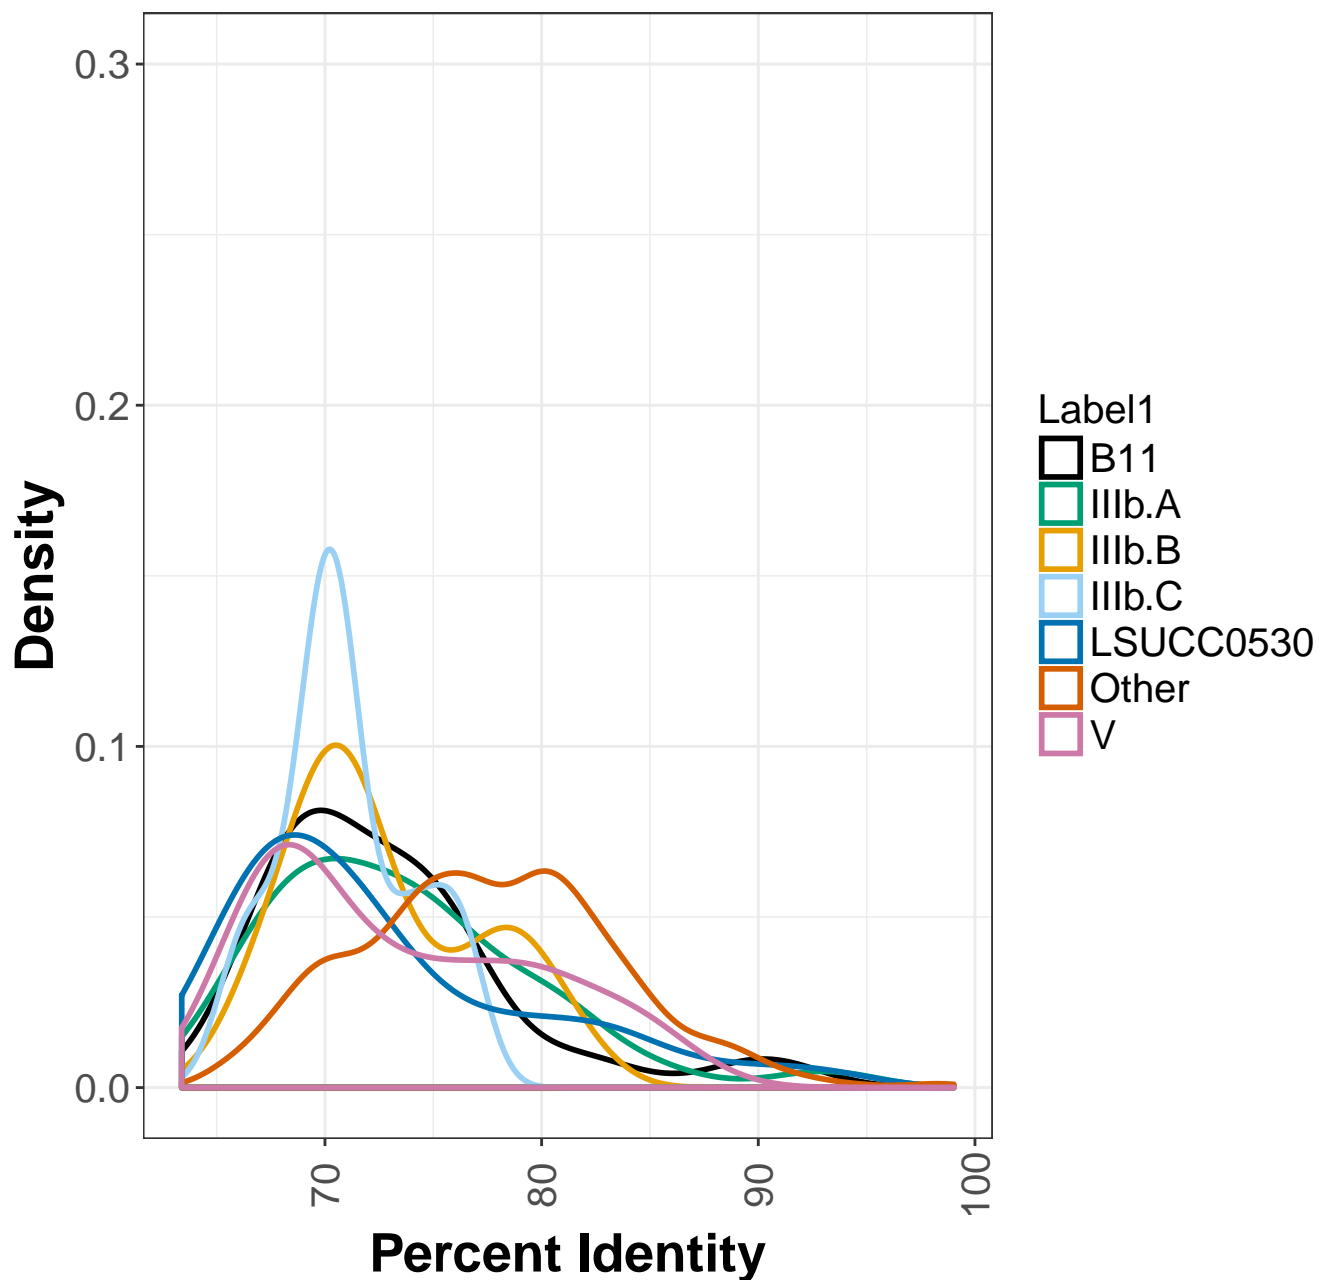 0.3
0.2
0.1
0.0
Density
70
80
90
100
Percent Identity
Label1
B11
IIIb.A
IIIb.B
IIIb.C
LSUCC0530
Other
V